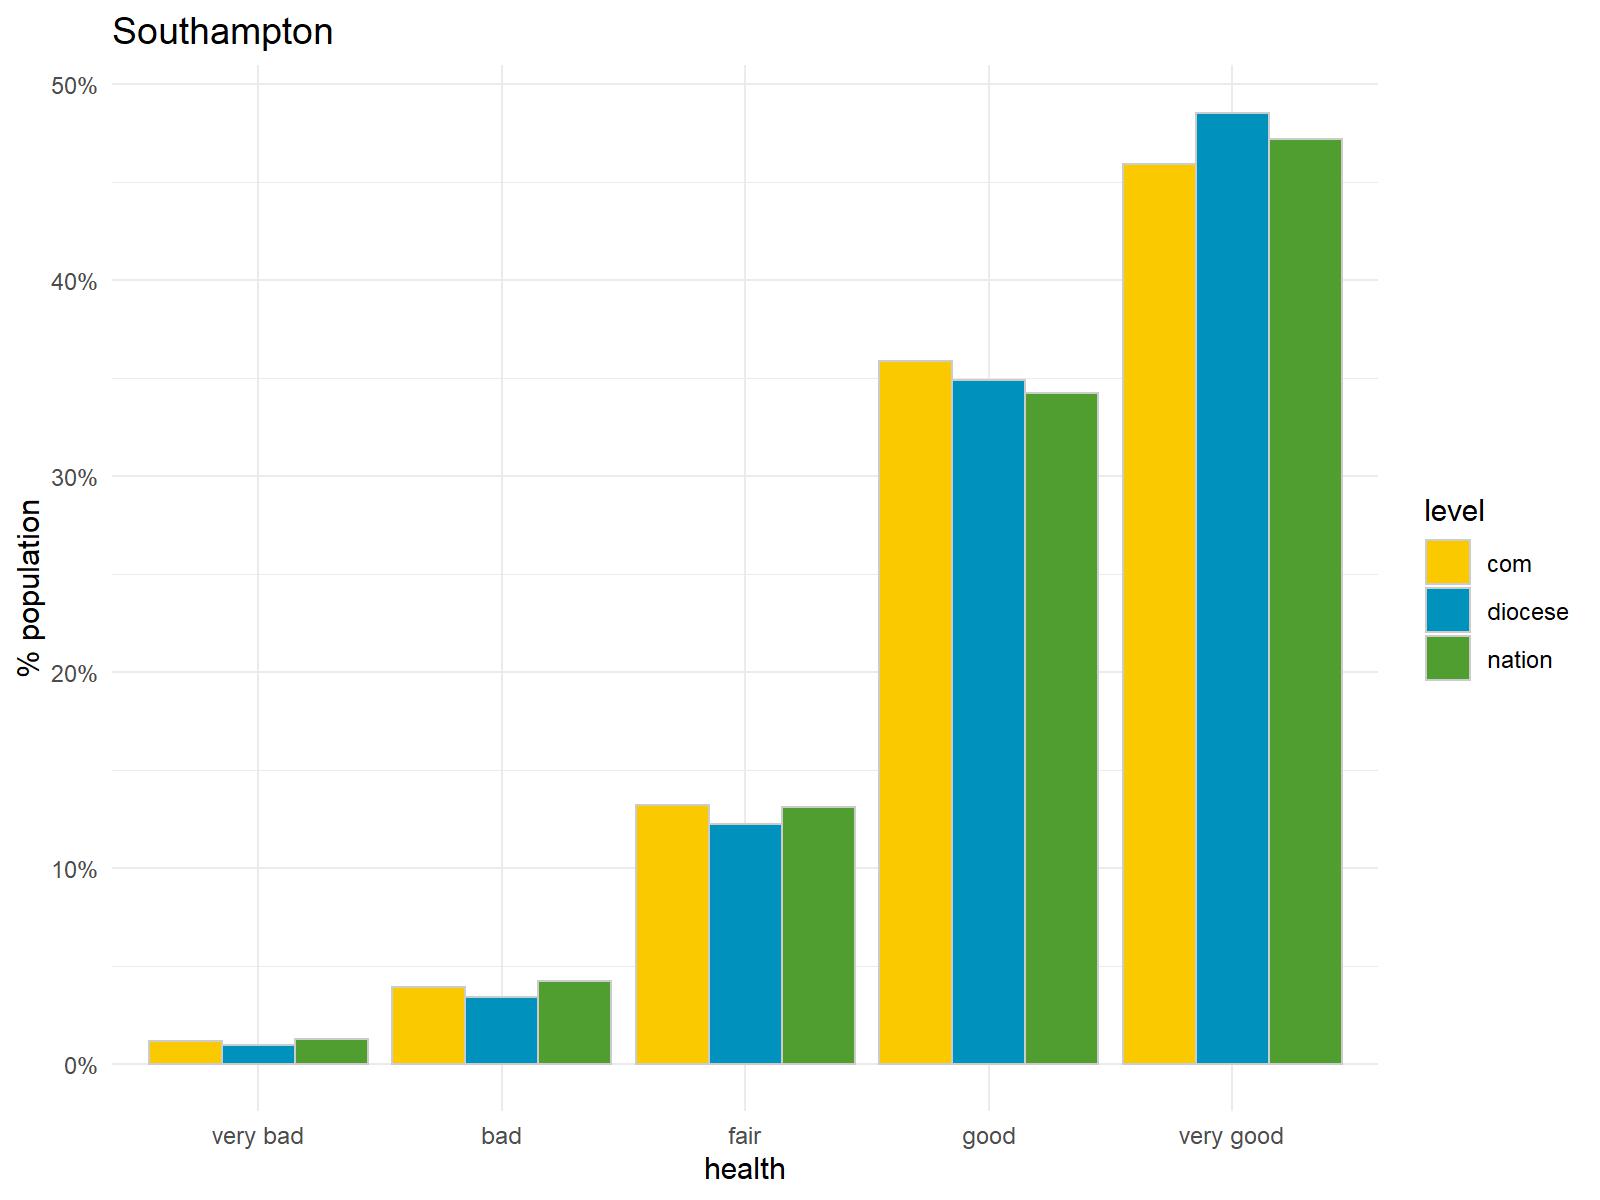 Southampton
50%
40%
30%
20%
10%
0%
% population
very bad
bad
fair
good
very good
health
level
com
diocese
nation